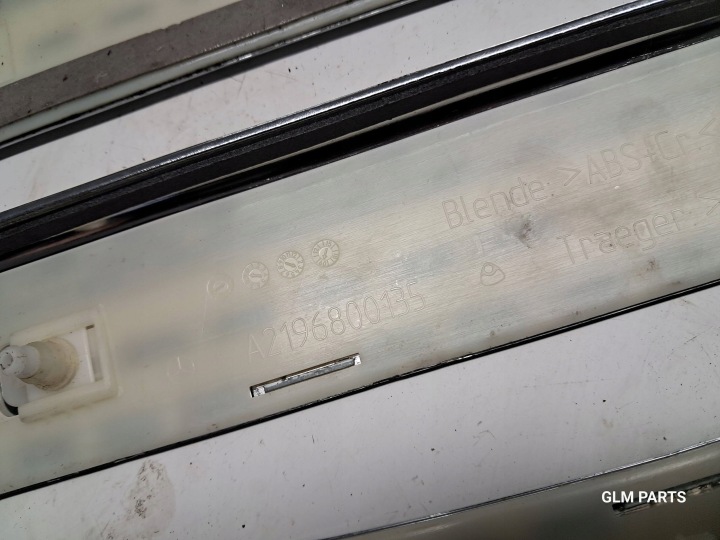 Blende: >ABS+Cr<
Traeger: >
A2196800135
GLM PARTS